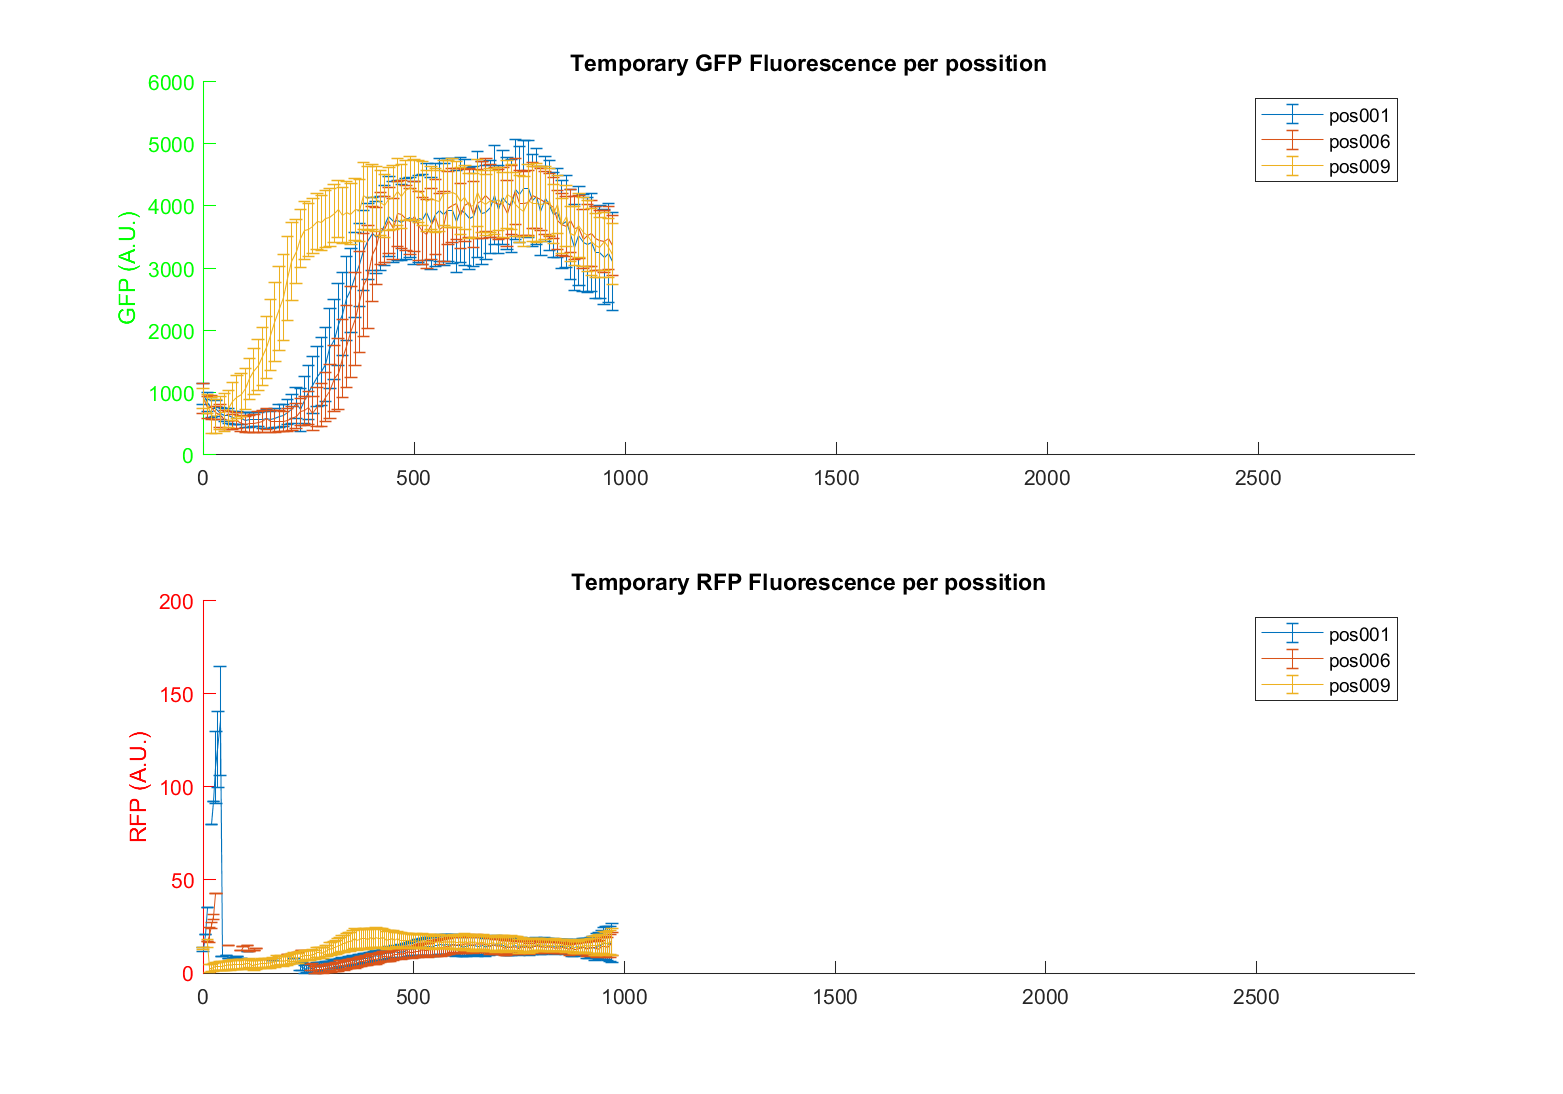 Temporary GFP Fluorescence per possition
6000
5000
4000
3000
2000
1000
0
GFP (A.U.)
pos001
pos006
pos009
0 500 1000 1500 2000 2500
Temporary RFP Fluorescence per possition
200
150
100
50
0
RFP (A.U.)
pos001
pos006
pos009
0 500 1000 1500 2000 2500